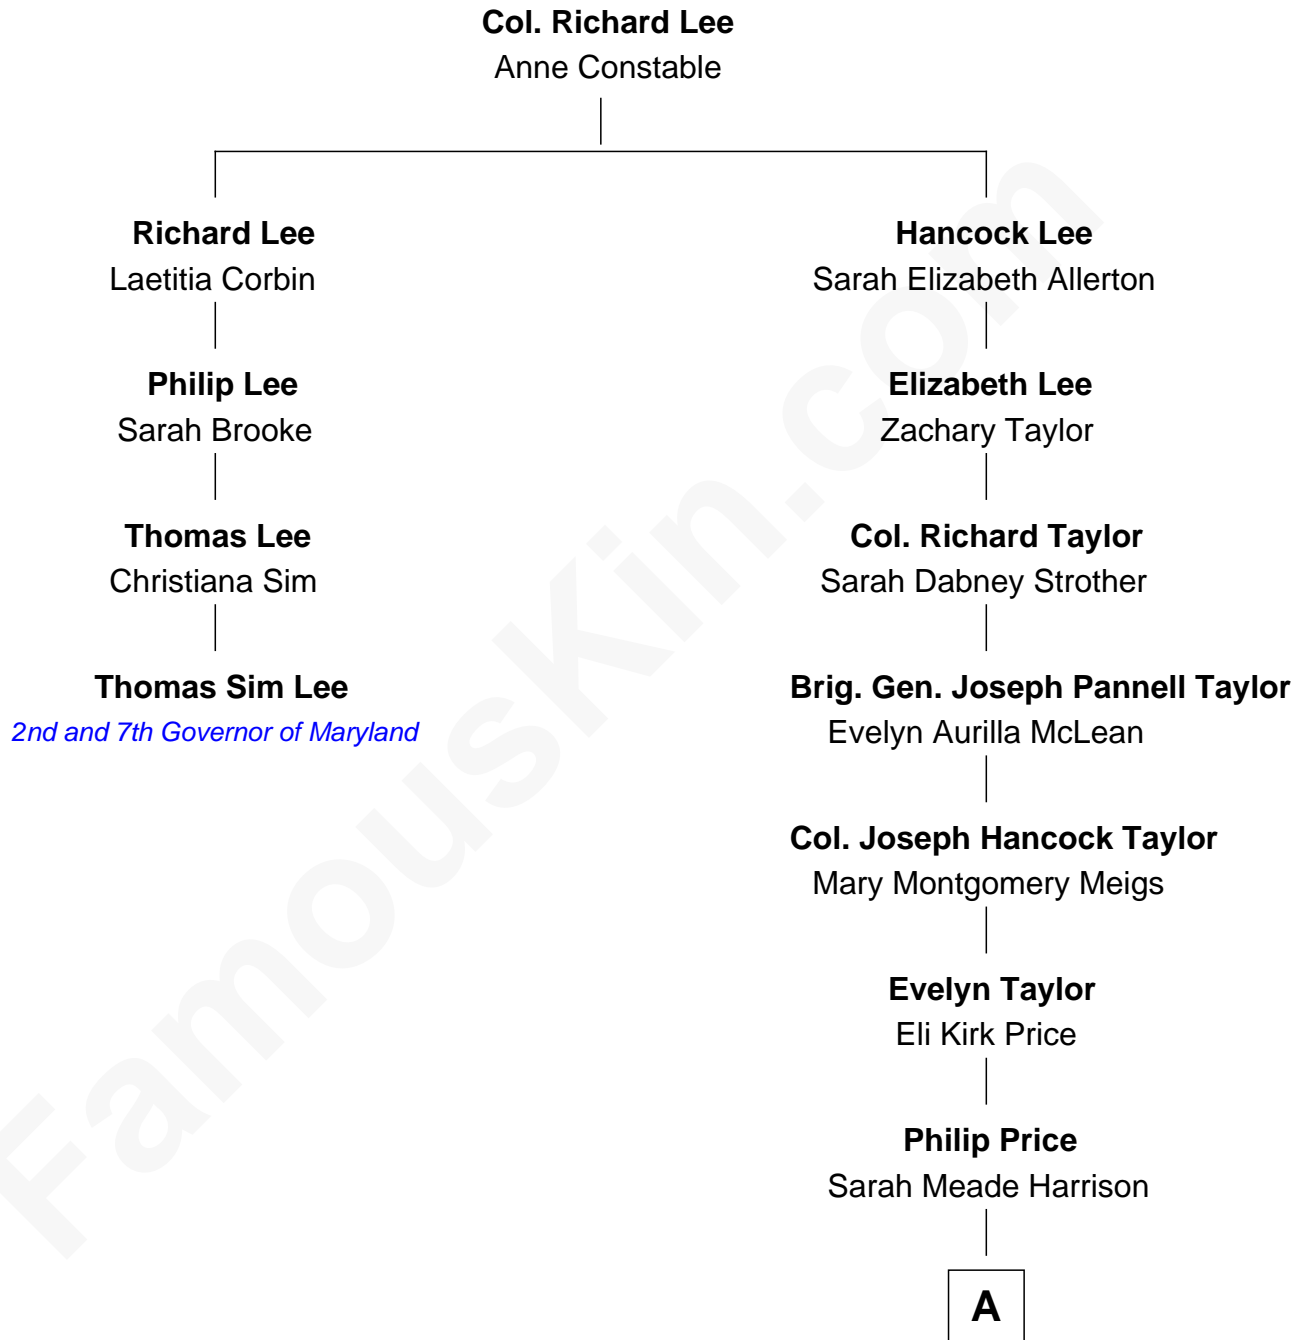 Col. Richard Lee
Anne Constable
Richard Lee
Laetitia Corbin
Hancock Lee
Sarah Elizabeth Allerton
Philip Lee
Sarah Brooke
Elizabeth Lee
Zachary Taylor
Thomas Lee
Christiana Sim
Col. Richard Taylor
Sarah Dabney Strother
Thomas Sim Lee
2nd and 7th Governor of Maryland
Brig. Gen. Joseph Pannell Taylor
Evelyn Aurilla McLean
Col. Joseph Hancock Taylor
Mary Montgomery Meigs
Evelyn Taylor
Eli Kirk Price
Philip Price
Sarah Meade Harrison
A
FamousKin.com